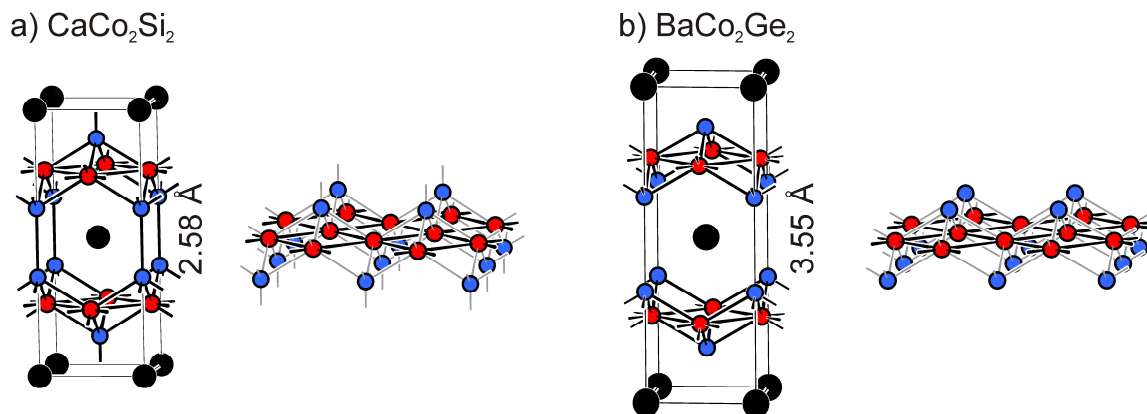 a) CaCo₂Si₂
b) BaCo₂Ge₂
2.58 Å
3.55 Å